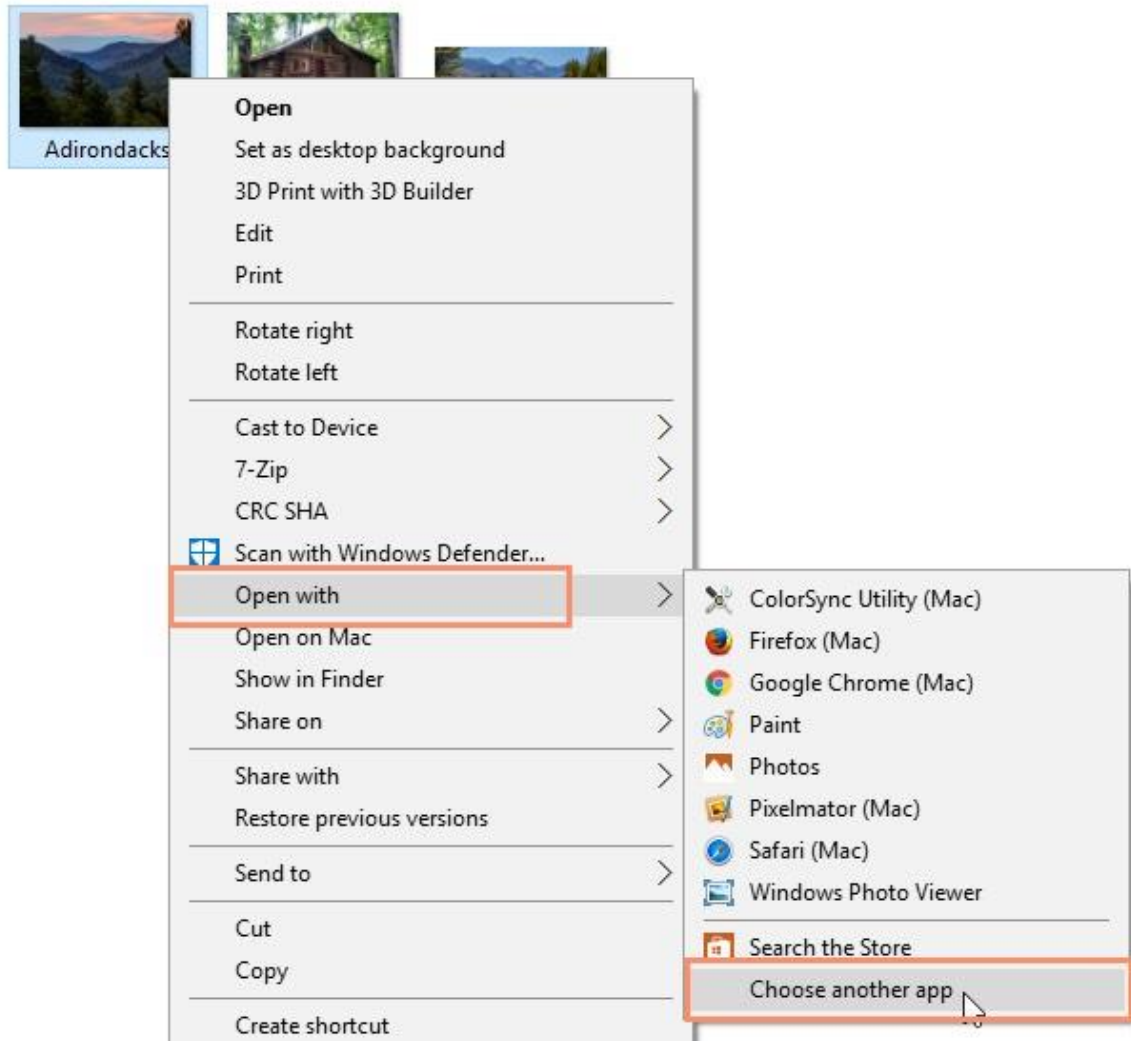 Adirondacks
Open
Set as desktop background
3D Print with 3D Builder
Edit
Print
Rotate right
Rotate left
Cast to Device
7-Zip
CRC SHA
Scan with Windows Defender...
Open with
Open on Mac
Show in Finder
Share on
Share with
Restore previous versions
Send to
Cut
Copy
Create shortcut
ColorSync Utility (Mac)
Firefox (Mac)
Google Chrome (Mac)
Paint
Photos
Pixelmator (Mac)
Safari (Mac)
Windows Photo Viewer
Search the Store
Choose another app